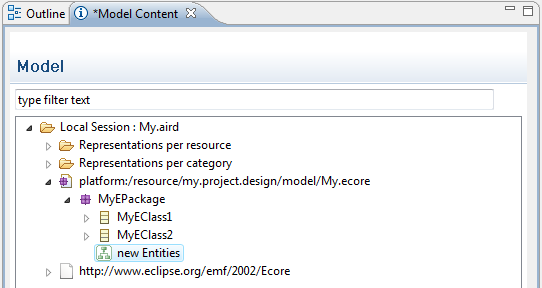 Outline
*Model Content
Model
type filter text
Local Session : My.aird
Representations per resource
Representations per category
platform:/resource/my.project.design/model/My.ecore
MyEPackage
MyEClass1
MyEClass2
new Entities
http://www.eclipse.org/emf/2002/Ecore